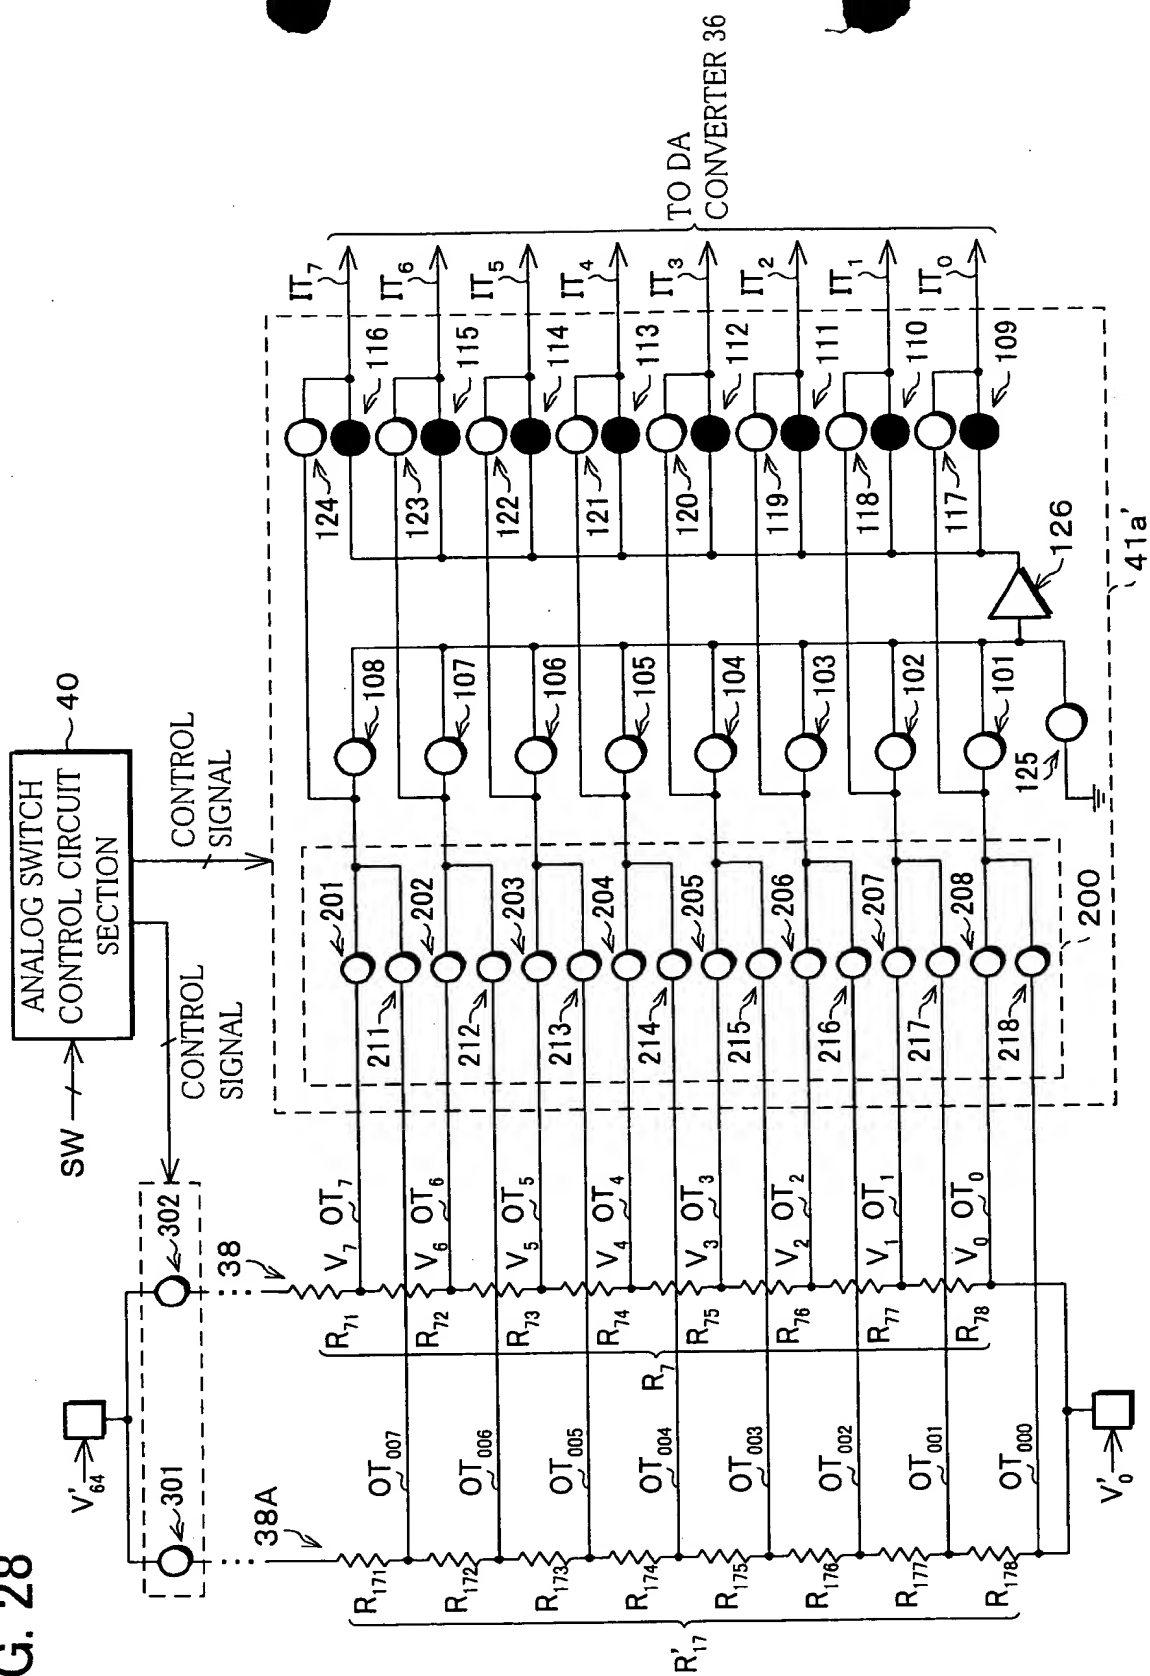 G. 28
SW
ANALOG SWITCH
CONTROL CIRCUIT
SECTION
40
CONTROL
SIGNAL
CONTROL
SIGNAL
V'64
301
302
38A
38
R171
R172
R173
R174
R175
R176
R177
R178
R'17
OT007
OT006
OT005
OT004
OT003
OT002
OT001
OT000
R71
R72
R73
R74
R75
R76
R77
R78
R7
V'0
V7 OT7
V6 OT6
V5 OT5
V4 OT4
V3 OT3
V2 OT2
V1 OT1
V0 OT0
201
202
203
204
205
206
207
208
211
212
213
214
215
216
217
218
200
108
107
106
105
104
103
102
101
125
126
41a'
124
123
122
121
120
119
118
117
116
115
114
113
112
111
110
109
IT7
IT6
IT5
IT4
IT3
IT2
IT1
IT0
TO DA
CONVERTER 36